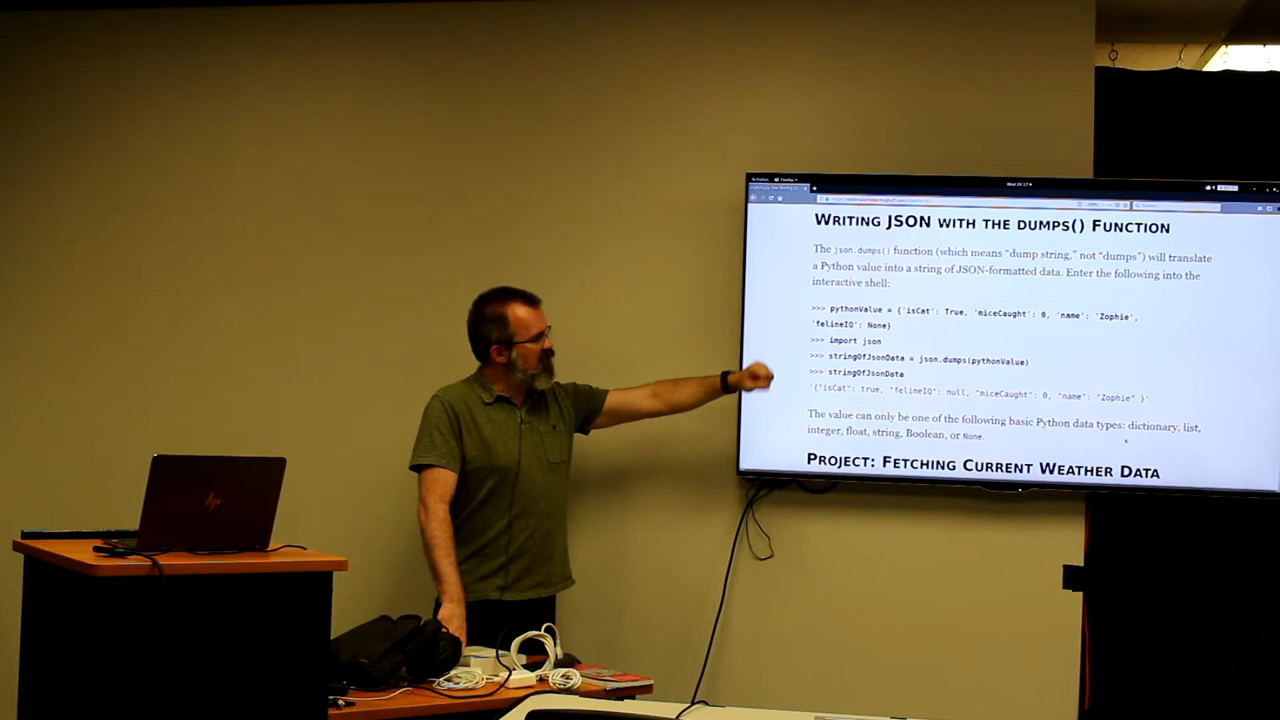 WRITING JSON WITH THE DUMPS() FUNCTION
The json.dumps() function (which means “dump string,” not “dumps”) will translate
a Python value into a string of JSON-formatted data. Enter the following into the
interactive shell:
>>> pythonValue = {'isCat': True, 'miceCaught': 0, 'name': 'Zophie',
'felineIQ': None}
>>> import json
>>> stringOfJsonData = json.dumps(pythonValue)
>>> stringOfJsonData
'{"isCat": true, "felineIQ": null, "miceCaught": 0, "name": "Zophie" }'
The value can only be one of the following basic Python data types: dictionary, list,
integer, float, string, Boolean, or None.
PROJECT: FETCHING CURRENT WEATHER DATA
hp